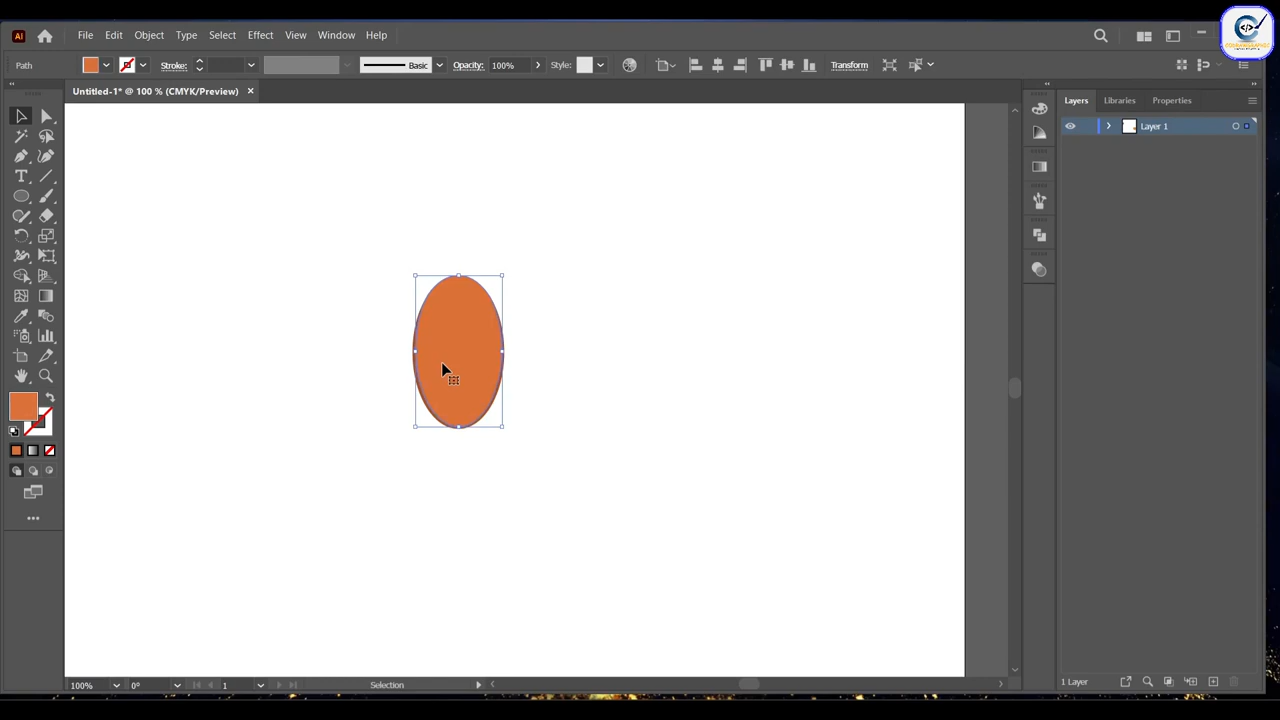 Ai File Edit Object Type Select Effect View Window Help
Path Stroke: Basic Opacity: 100% Style: Transform
Untitled-1* @ 100 % (CMYK/Preview)
Layers Libraries Properties
Layer 1
100% 0° 1 Selection
1 Layer